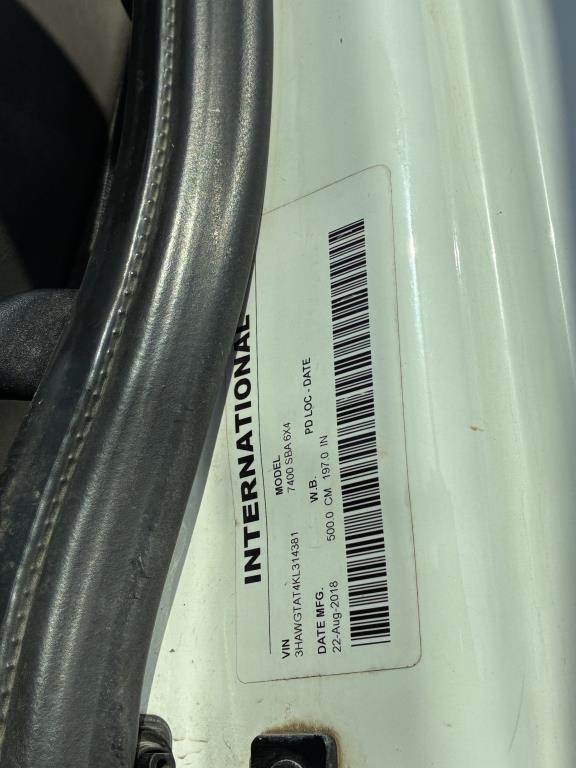 INTERNATIONAL
VIN MODEL
3HAWGTAT4KL314381 7400 SBA 6X4
DATE MFG. W.B. PD LOC - DATE
22-Aug-2018 500.0 CM 197.0 IN